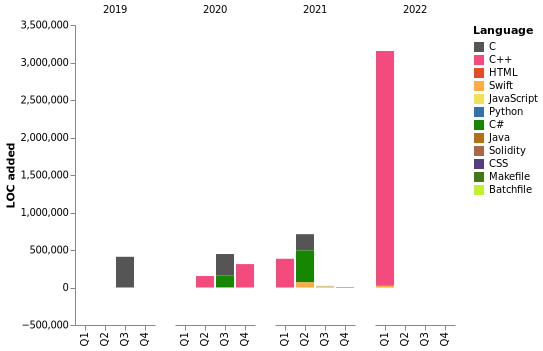 2019 2020 2021 2022
3,500,000
3,000,000
2,500,000
2,000,000
1,500,000
1,000,000
500,000
0
−500,000
LOC added
Q1 Q2 Q3 Q4 Q1 Q2 Q3 Q4 Q1 Q2 Q3 Q4 Q1 Q2 Q3 Q4
Language
C
C++
HTML
Swift
JavaScript
Python
C#
Java
Solidity
CSS
Makefile
Batchfile